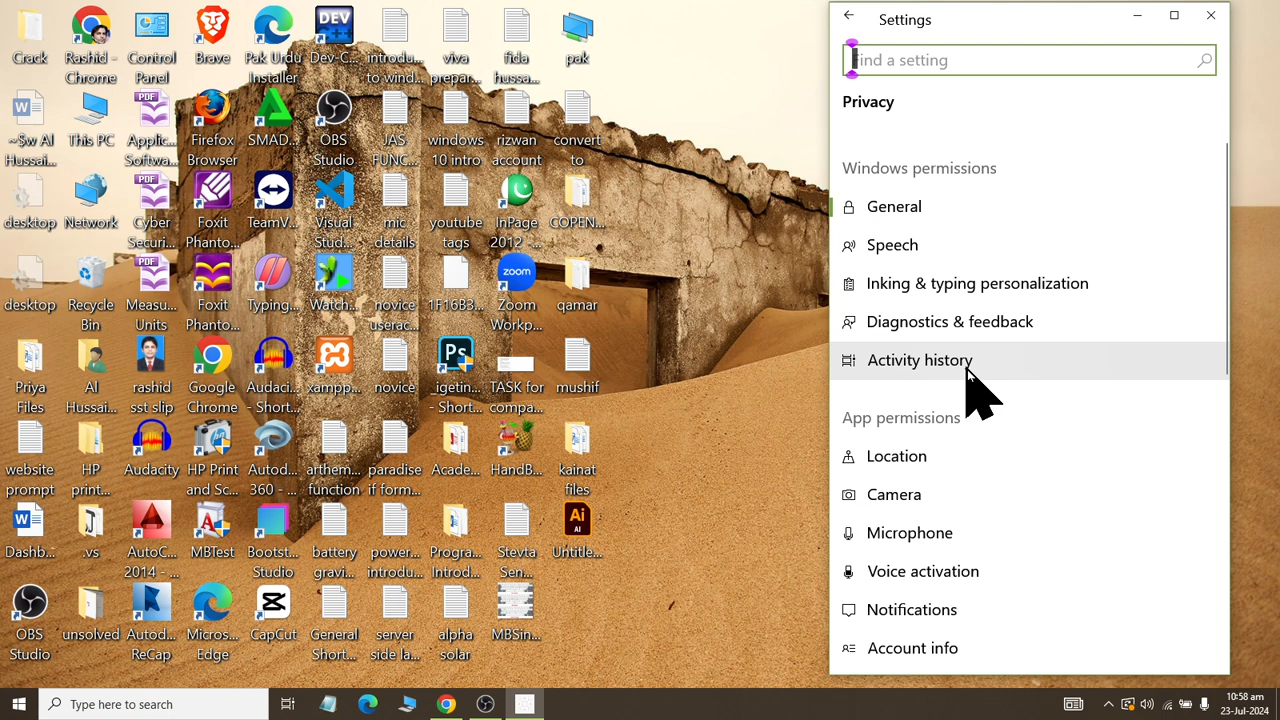 Crack
Rashid - Chrome
Control Panel
Brave
Pak Urdu Installer
Dev-C...
introdu... to wind...
viva prepar...
fida hussa...
pak
~$w Al Hussai...
This PC
Applic... Softwa...
Firefox Browser
SMAD...
OBS Studio
JAS FUNC...
windows 10 intro
rizwan account
convert to
desktop
Network
Cyber Securi...
Foxit Phanto...
TeamV...
Visual Stud...
mic details
youtube tags
InPage 2012 -...
COPEN...
desktop
Recycle Bin
Measu... Units
Foxit Phanto...
Typing...
Watch...
novice userac...
1F16B3...
Zoom Workp...
qamar
Priya Files
Al Hussai...
rashid sst slip
Google Chrome
Audaci... - Short...
xampp...
novice
_igetin... - Short...
TASK for compa...
mushif
website prompt
HP print...
Audacity
HP Print and Sc...
Autod... 360 - ...
arthem... function
paradise if form...
Acade...
HandB...
kainat files
Dashb...
.vs
AutoC... 2014 - ...
MBTest
Bootst... Studio
battery gravi...
power... introdu...
Progra... Introd...
Stevta Sen...
Untitle...
OBS Studio
unsolved
Autod... ReCap
Micros... Edge
CapCut
General Short...
server side la...
alpha solar
MBSin...
DEV
PDF
PDF
PDF
zoom
Ps
Ai
AI
Settings
Find a setting
Privacy
Windows permissions
General
Speech
Inking & typing personalization
Diagnostics & feedback
Activity history
App permissions
Location
Camera
Microphone
Voice activation
Notifications
Account info
Type here to search
10:58 am
23-Jul-2024